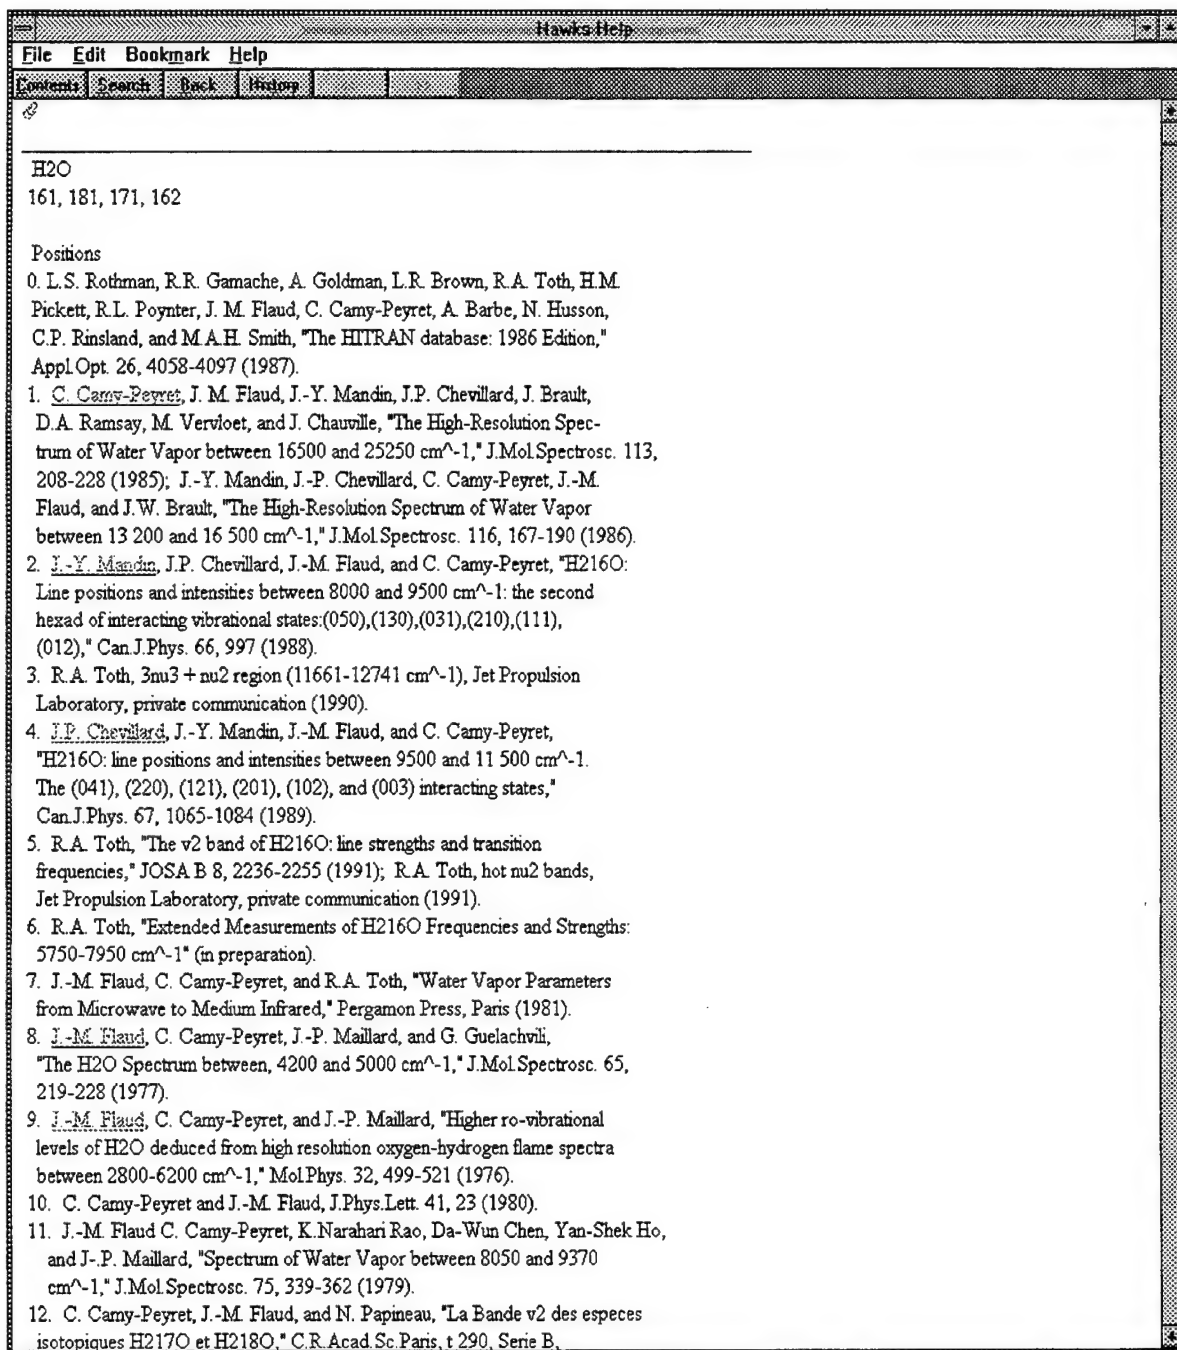 Hawks Help
File Edit Bookmark Help
Contents Search Back History
H2O
161, 181, 171, 162
Positions
0. L.S. Rothman, R.R. Gamache, A. Goldman, L.R. Brown, R.A. Toth, H.M.
Pickett, R.L. Poynter, J. M. Flaud, C. Camy-Peyret, A. Barbe, N. Husson,
C.P. Rinsland, and M.A.H. Smith, "The HITRAN database: 1986 Edition,"
Appl.Opt. 26, 4058-4097 (1987).
1. C. Camy-Peyret, J. M. Flaud, J.-Y. Mandin, J.P. Chevillard, J. Brault,
D.A. Ramsay, M. Vervloet, and J. Chauville, "The High-Resolution Spec-
trum of Water Vapor between 16500 and 25250 cm^-1," J.Mol.Spectrosc. 113,
208-228 (1985); J.-Y. Mandin, J.-P. Chevillard, C. Camy-Peyret, J.-M.
Flaud, and J.W. Brault, "The High-Resolution Spectrum of Water Vapor
between 13 200 and 16 500 cm^-1," J.Mol.Spectrosc. 116, 167-190 (1986).
2. J.-Y. Mandin, J.P. Chevillard, J.-M. Flaud, and C. Camy-Peyret, "H216O:
Line positions and intensities between 8000 and 9500 cm^-1: the second
hexad of interacting vibrational states:(050),(130),(031),(210),(111),
(012)," Can.J.Phys. 66, 997 (1988).
3. R.A. Toth, 3nu3 + nu2 region (11661-12741 cm^-1), Jet Propulsion
Laboratory, private communication (1990).
4. J.P. Chevillard, J.-Y. Mandin, J.-M. Flaud, and C. Camy-Peyret,
"H216O: line positions and intensities between 9500 and 11 500 cm^-1.
The (041), (220), (121), (201), (102), and (003) interacting states,"
Can.J.Phys. 67, 1065-1084 (1989).
5. R.A. Toth, "The v2 band of H216O: line strengths and transition
frequencies," JOSA B 8, 2236-2255 (1991); R.A. Toth, hot nu2 bands,
Jet Propulsion Laboratory, private communication (1991).
6. R.A. Toth, "Extended Measurements of H216O Frequencies and Strengths:
5750-7950 cm^-1" (in preparation).
7. J.-M. Flaud, C. Camy-Peyret, and R.A. Toth, "Water Vapor Parameters
from Microwave to Medium Infrared," Pergamon Press, Paris (1981).
8. J.-M. Flaud, C. Camy-Peyret, J.-P. Maillard, and G. Guelachvili,
"The H2O Spectrum between, 4200 and 5000 cm^-1," J.Mol.Spectrosc. 65,
219-228 (1977).
9. J.-M. Flaud, C. Camy-Peyret, and J.-P. Maillard, "Higher ro-vibrational
levels of H2O deduced from high resolution oxygen-hydrogen flame spectra
between 2800-6200 cm^-1," Mol.Phys. 32, 499-521 (1976).
10. C. Camy-Peyret and J.-M. Flaud, J.Phys.Lett. 41, 23 (1980).
11. J.-M. Flaud C. Camy-Peyret, K.Narahari Rao, Da-Wun Chen, Yan-Shek Ho,
and J-.P. Maillard, "Spectrum of Water Vapor between 8050 and 9370
cm^-1," J.Mol.Spectrosc. 75, 339-362 (1979).
12. C. Camy-Peyret, J.-M. Flaud, and N. Papineau, "La Bande v2 des especes
isotopiques H217O et H218O," C.R.Acad.Sc.Paris, t 290, Serie B,